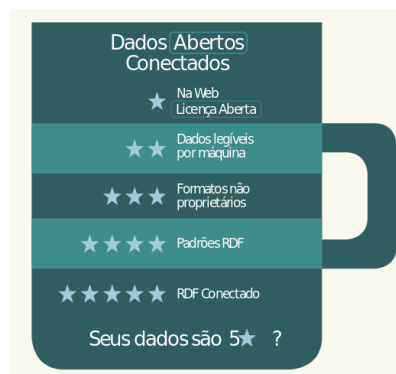 Dados Abertos
Conectados
Na Web
Licença Aberta
Dados legíveis
por máquina
Formatos não
proprietários
Padrões RDF
RDF Conectado
Seus dados são 5★ ?